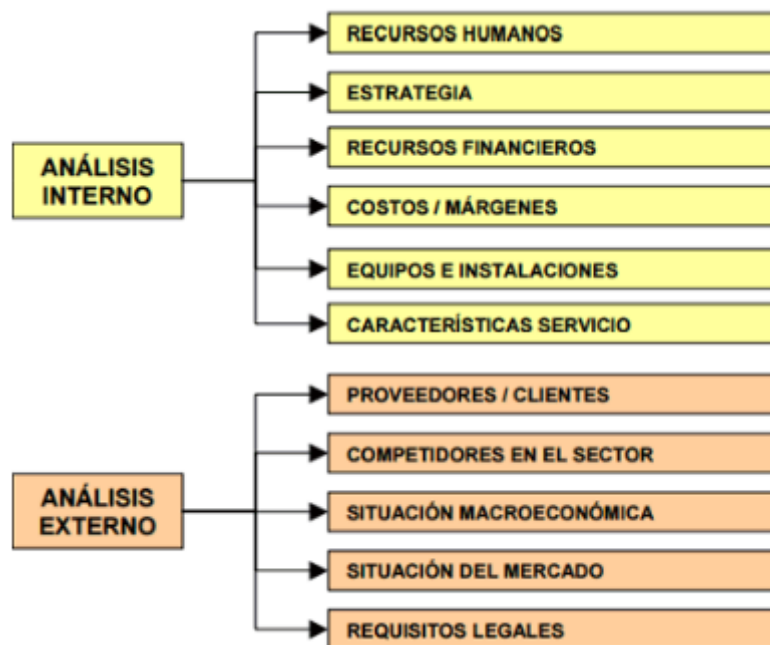 RECURSOS HUMANOS
ESTRATEGIA
RECURSOS FINANCIEROS
ANÁLISIS
INTERNO
COSTOS / MÁRGENES
EQUIPOS E INSTALACIONES
CARACTERÍSTICAS SERVICIO
PROVEEDORES / CLIENTES
COMPETIDORES EN EL SECTOR
ANÁLISIS
EXTERNO
SITUACIÓN MACROECONÓMICA
SITUACIÓN DEL MERCADO
REQUISITOS LEGALES